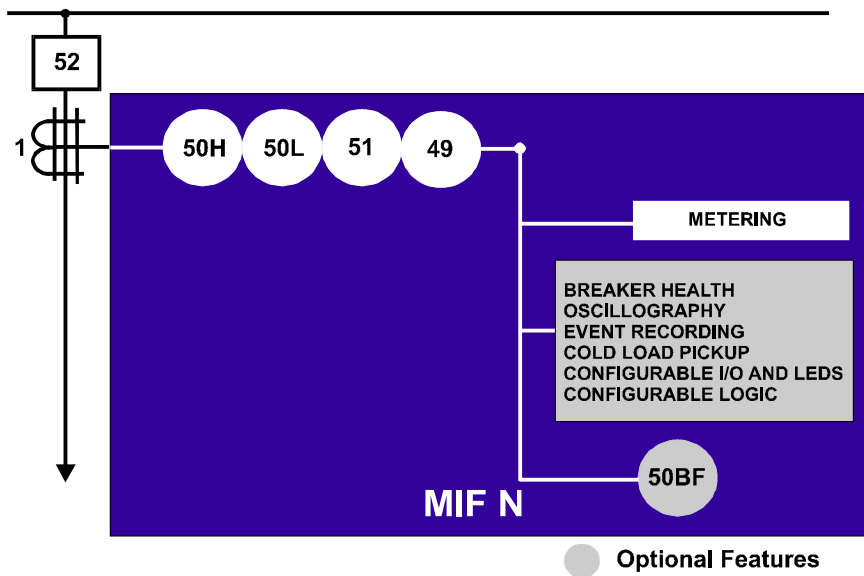 52
1
50H 50L 51 49
METERING
BREAKER HEALTH
OSCILLOGRAPHY
EVENT RECORDING
COLD LOAD PICKUP
CONFIGURABLE I/O AND LEDS
CONFIGURABLE LOGIC
50BF
MIF N
Optional Features